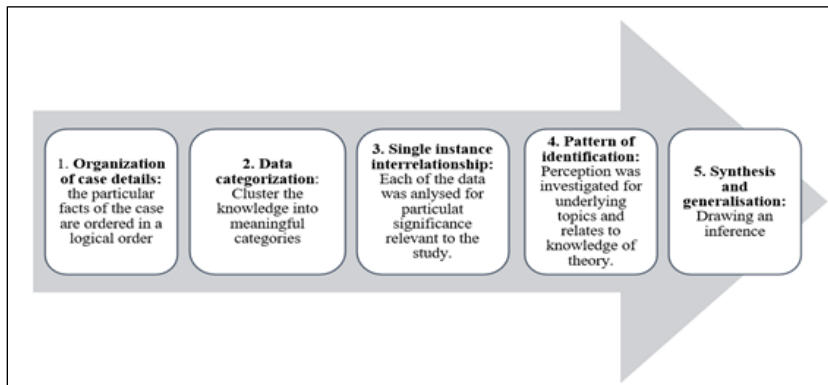 1. Organization
of case details:
the particular
facts of the case
are ordered in a
logical order
2. Data
categorization:
Cluster the
knowledge into
meaningful
categories
3. Single instance
interrelationship:
Each of the data
was anlysed for
particulat
significance
relevant to the
study.
4. Pattern of
identification:
Perception was
investigated for
underlying
topics and
relates to
knowledge of
theory.
5. Synthesis
and
generalisation:
Drawing an
inference